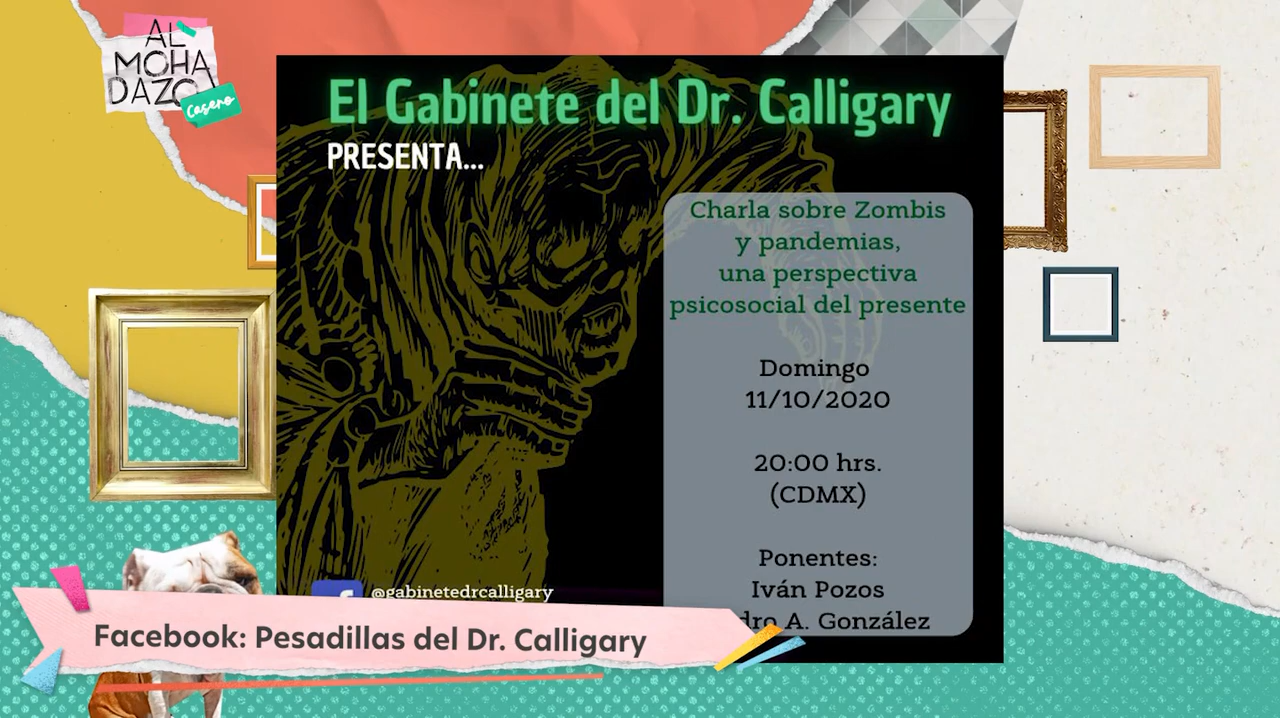 AL
MOHA
DAZO
Casero
El Gabinete del Dr. Calligary
PRESENTA...
Charla sobre Zombis
y pandemias,
una perspectiva
psicosocial del presente
Domingo
11/10/2020
20:00 hrs.
(CDMX)
Ponentes:
Iván Pozos
A. González
@gabinetedrcalligary
Facebook: Pesadillas del Dr. Calligary